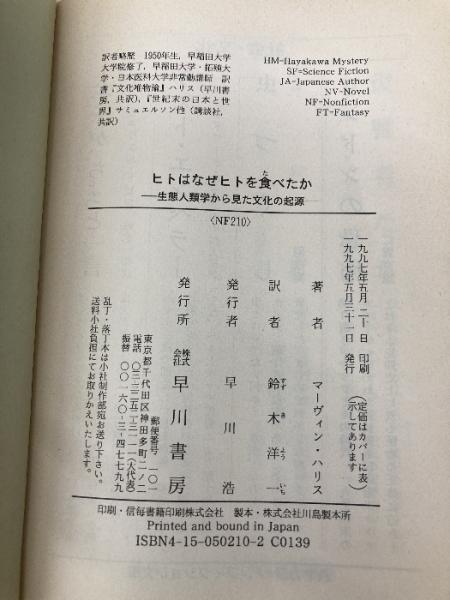 訳者略歴 1950年生，早稲田大学
大学院修了，早稲田大学・拓殖大
学・日本医科大学非常勤講師 訳
書『文化唯物論』ハリス（早川書
房，共訳），『世紀末の日本と世
界』サミュエルソン他（講談社，
共訳）
HM=Hayakawa Mystery
SF=Science Fiction
JA=Japanese Author
NV=Novel
NF=Nonfiction
FT=Fantasy
ヒトはなぜヒトを食べたか
た
――生態人類学から見た文化の起源
〈NF210〉
一九九七年五月二十日 印刷
一九九七年五月三十一日 発行
（定価はカバーに表
示してあります）
著者 マーヴィン・ハリス
訳者 鈴木洋一
すず き よう いち
発行者 早川浩
発行所 株式会社 早川書房
郵便番号 一〇一
東京都千代田区神田多町二ノ二
電話 〇三-三二五二-三一一一（大代表）
振替 〇〇一六〇-三-四七七九九
乱丁・落丁本は小社制作部宛お送り下さい。
送料小社負担にてお取りかえいたします。
印刷・信毎書籍印刷株式会社 製本・株式会社川島製本所
Printed and bound in Japan
ISBN4-15-050210-2 C0139